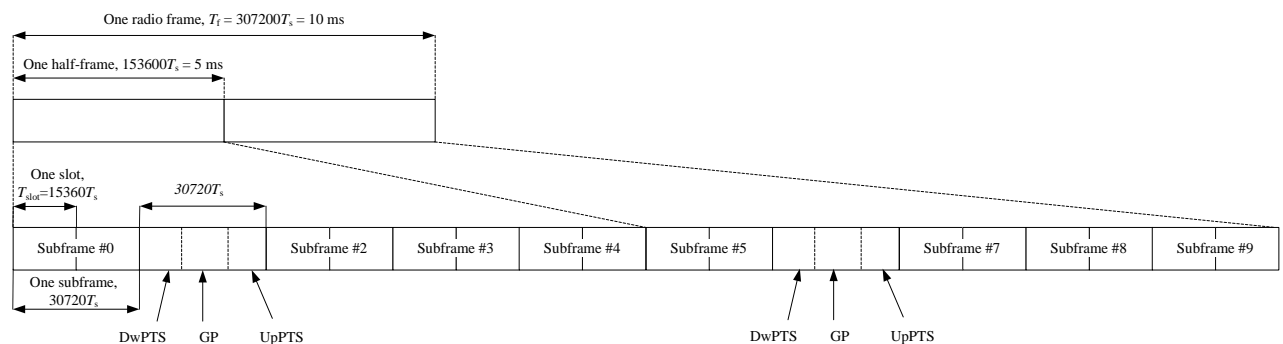 One radio frame, Tf = 307200Ts = 10 ms
One half-frame, 153600Ts = 5 ms
One slot,
Tslot=15360Ts
30720Ts
Subframe #0
Subframe #2
Subframe #3
Subframe #4
Subframe #5
Subframe #7
Subframe #8
Subframe #9
One subframe,
30720Ts
DwPTS
GP
UpPTS
DwPTS
GP
UpPTS